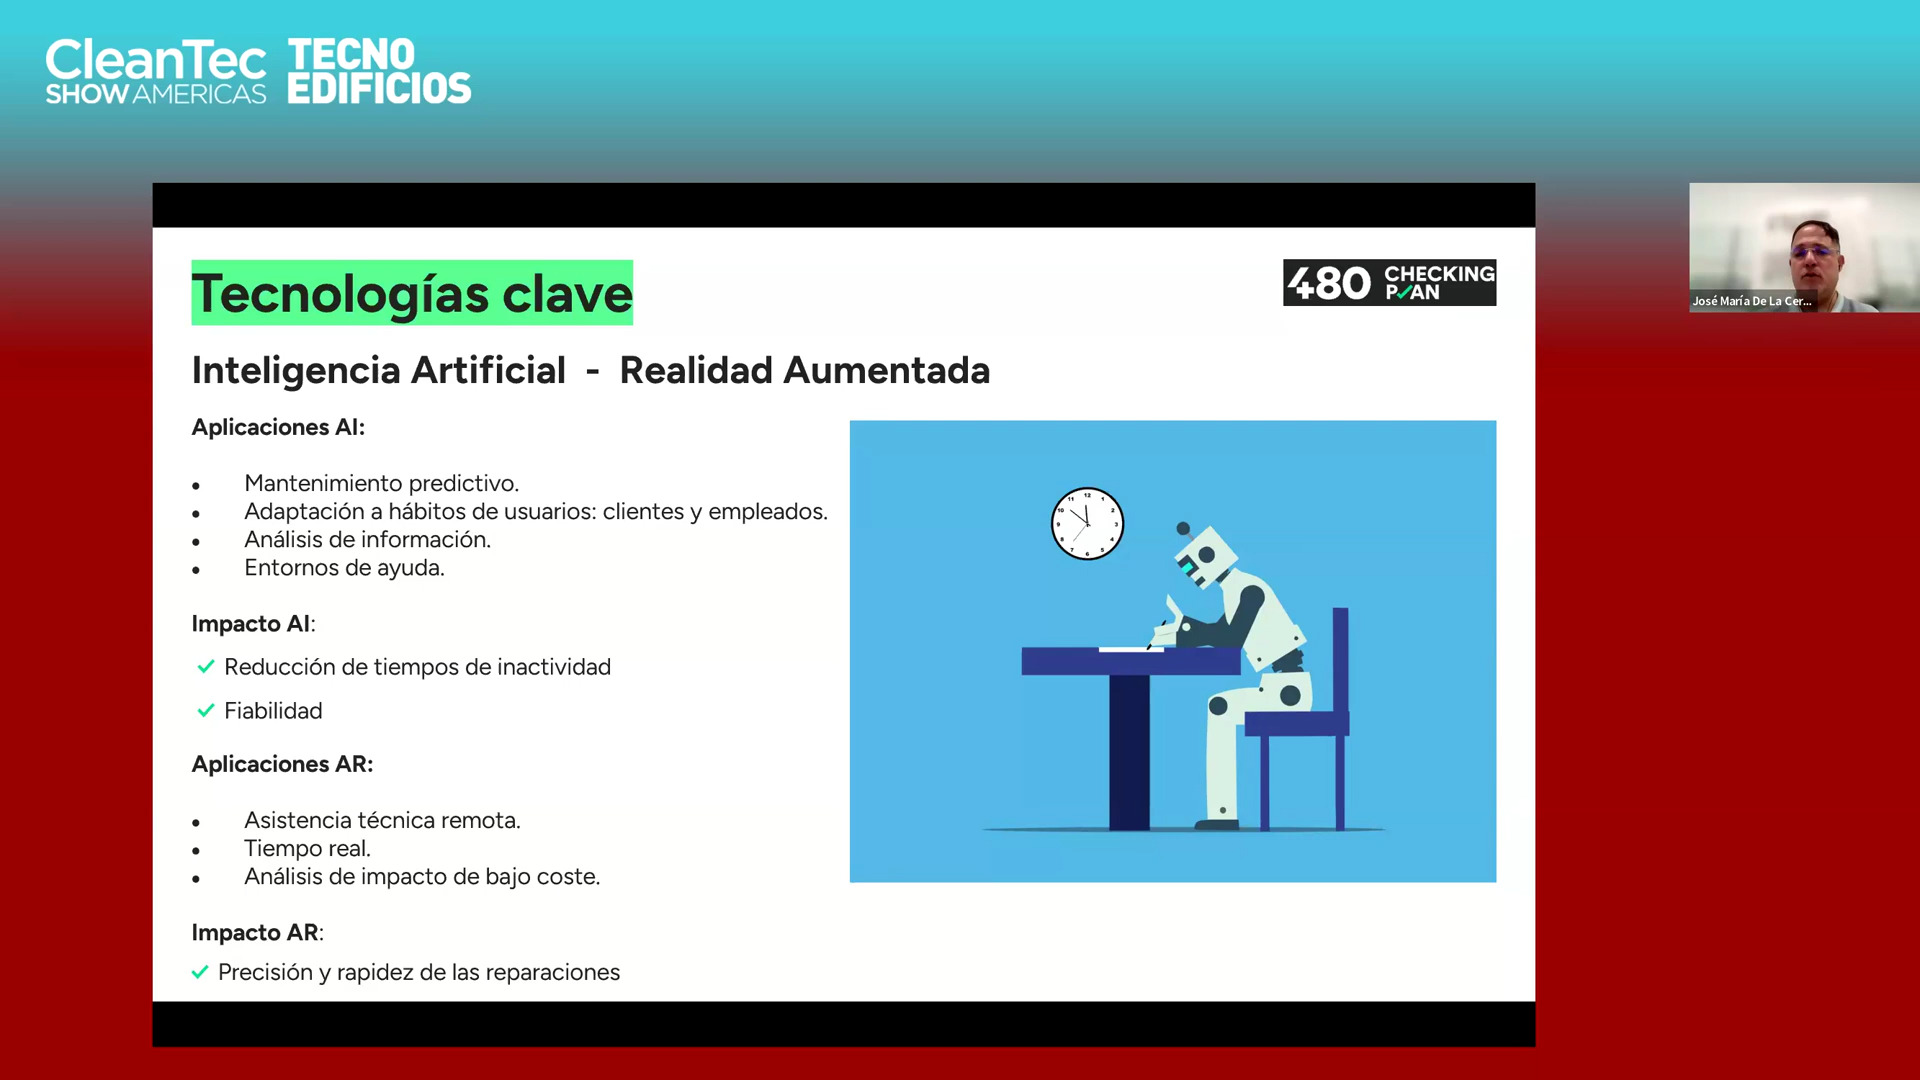 CleanTec
SHOW AMERICAS
TECNO
EDIFICIOS
Tecnologías clave
480 CHECKING
PLAN
Inteligencia Artificial - Realidad Aumentada
Aplicaciones AI:
• Mantenimiento predictivo.
• Adaptación a hábitos de usuarios: clientes y empleados.
• Análisis de información.
• Entornos de ayuda.
Impacto AI:
✓ Reducción de tiempos de inactividad
✓ Fiabilidad
Aplicaciones AR:
• Asistencia técnica remota.
• Tiempo real.
• Análisis de impacto de bajo coste.
Impacto AR:
✓ Precisión y rapidez de las reparaciones
José María De La Cer...